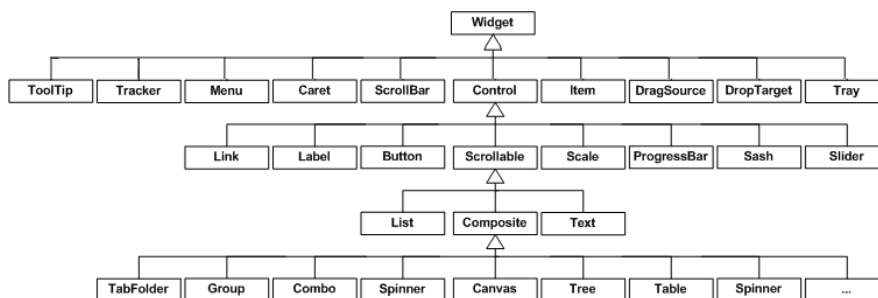 Widget
ToolTip Tracker Menu Caret ScrollBar Control Item DragSource DropTarget Tray
Link Label Button Scrollable Scale ProgressBar Sash Slider
List Composite Text
TabFolder Group Combo Spinner Canvas Tree Table Spinner ...